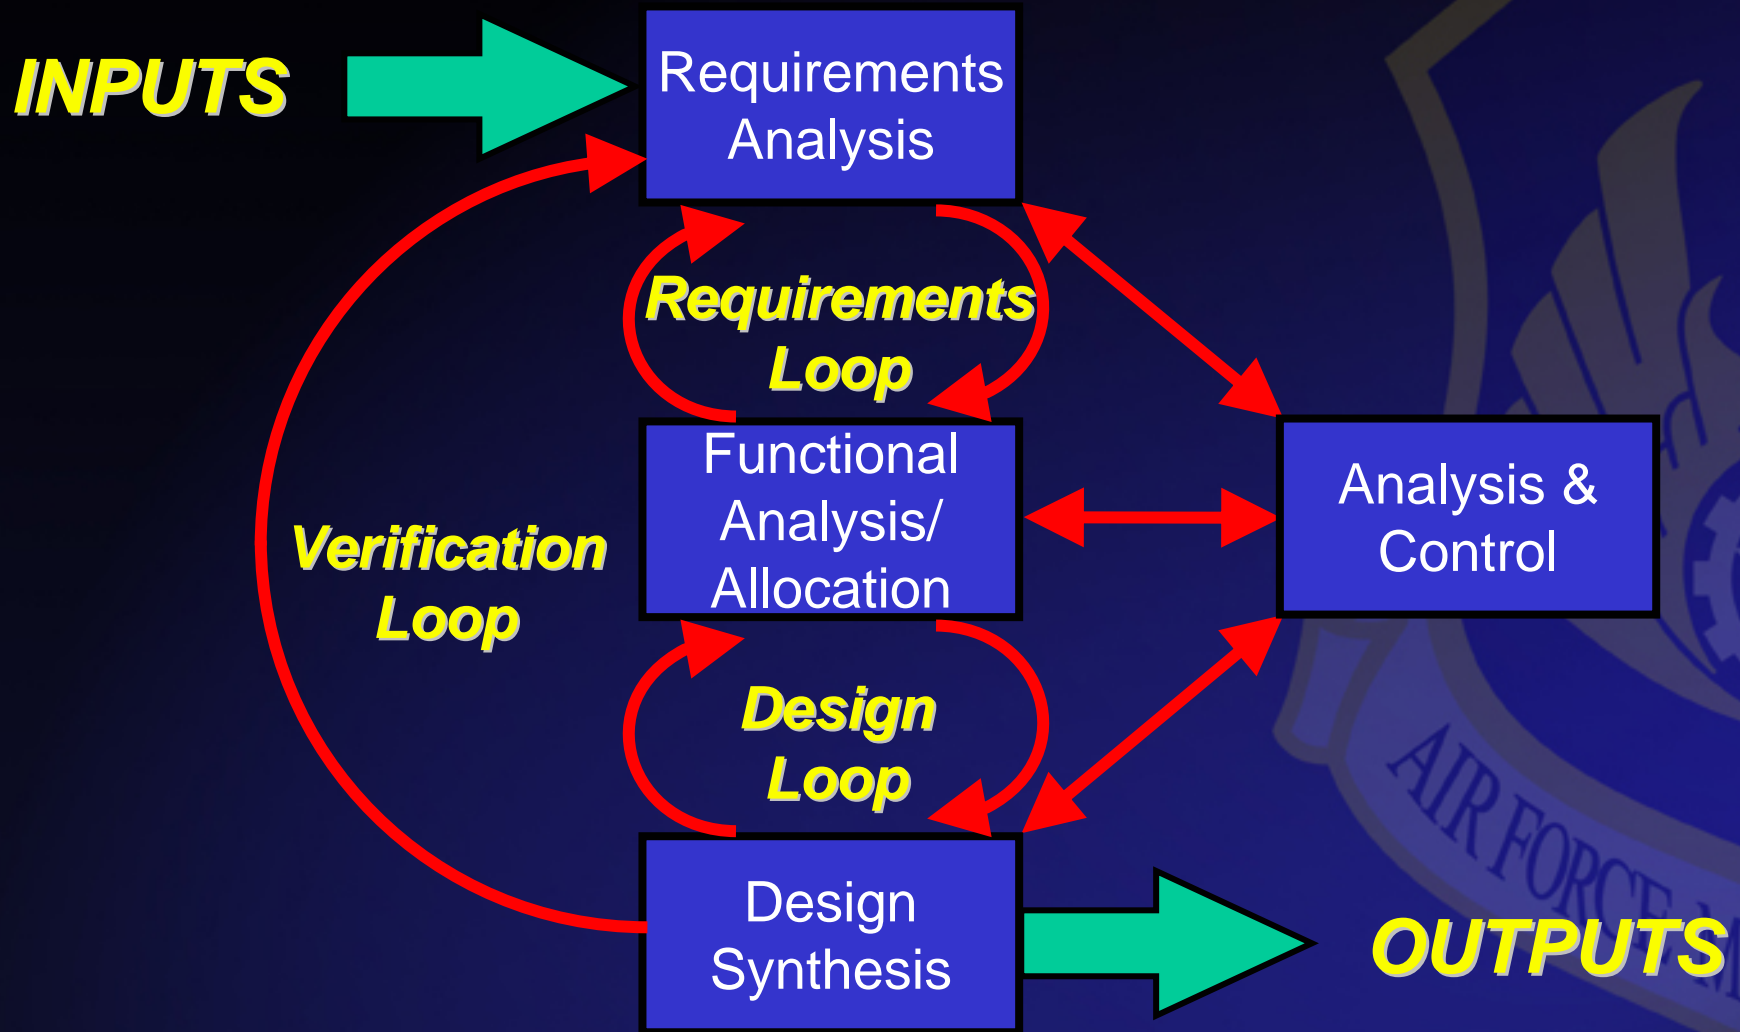 INPUTS
Requirements
Analysis
Requirements
Loop
Functional
Analysis/
Allocation
Analysis &
Control
Verification
Loop
Design
Loop
Design
Synthesis
OUTPUTS
AIR FORCE M